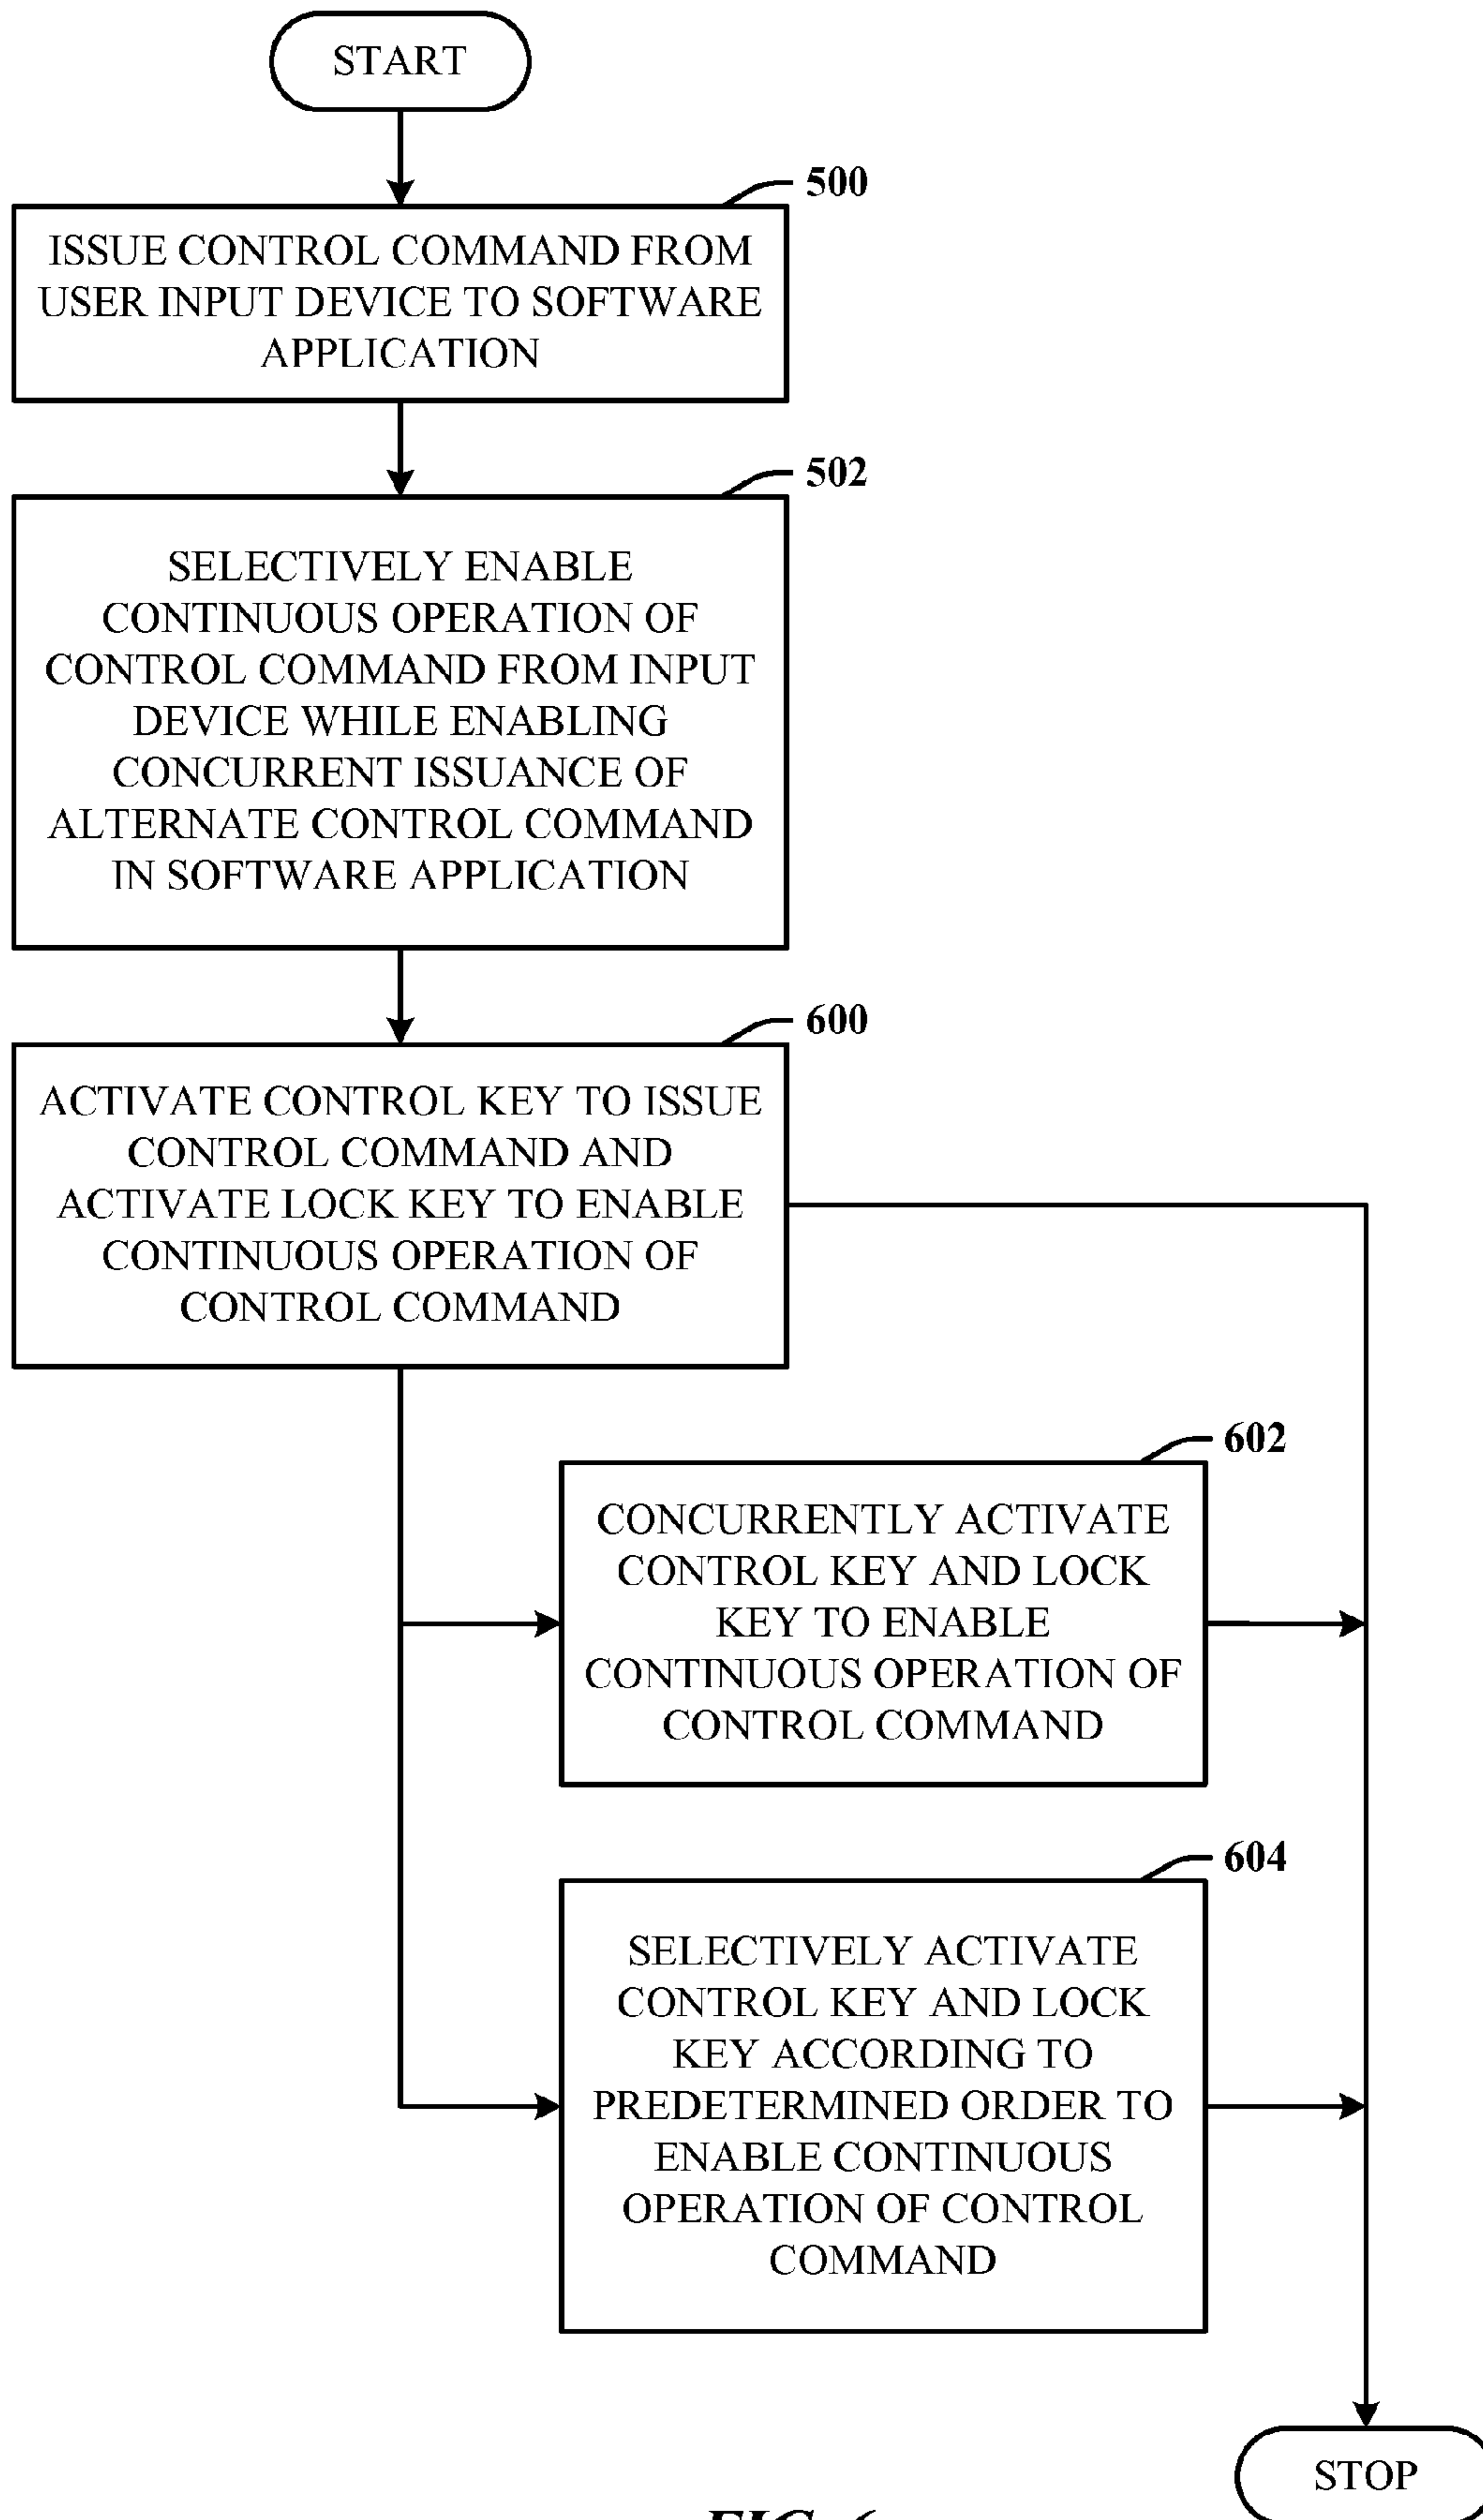 START
500
ISSUE CONTROL COMMAND FROM
USER INPUT DEVICE TO SOFTWARE
APPLICATION
502
SELECTIVELY ENABLE
CONTINUOUS OPERATION OF
CONTROL COMMAND FROM INPUT
DEVICE WHILE ENABLING
CONCURRENT ISSUANCE OF
ALTERNATE CONTROL COMMAND
IN SOFTWARE APPLICATION
600
ACTIVATE CONTROL KEY TO ISSUE
CONTROL COMMAND AND
ACTIVATE LOCK KEY TO ENABLE
CONTINUOUS OPERATION OF
CONTROL COMMAND
602
CONCURRENTLY ACTIVATE
CONTROL KEY AND LOCK
KEY TO ENABLE
CONTINUOUS OPERATION OF
CONTROL COMMAND
604
SELECTIVELY ACTIVATE
CONTROL KEY AND LOCK
KEY ACCORDING TO
PREDETERMINED ORDER TO
ENABLE CONTINUOUS
OPERATION OF CONTROL
COMMAND
STOP